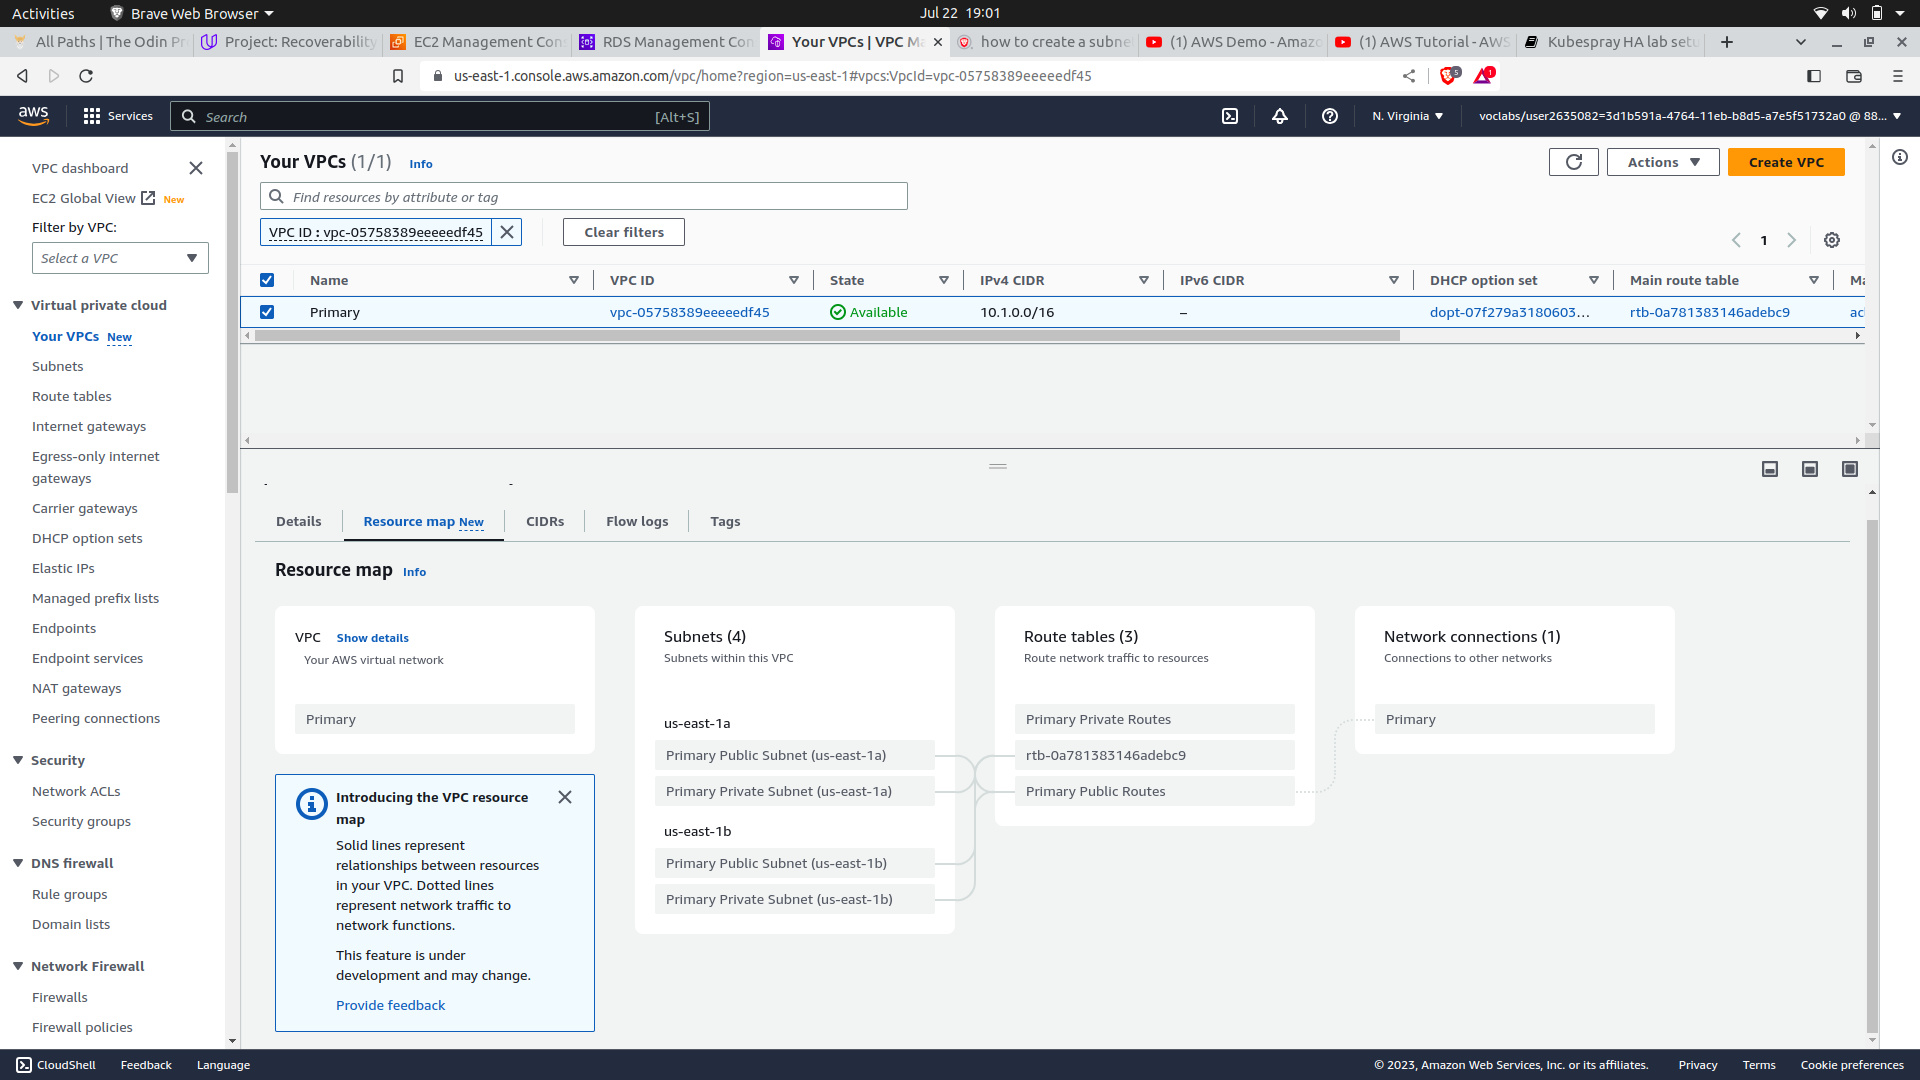 Activities
Brave Web Browser
Jul 22 19:01
All Paths | The Odin Pr
Project: Recoverability
EC2 Management Con
RDS Management Con
Your VPCs | VPC Ma
how to create a subne
(1) AWS Demo - Amazo
(1) AWS Tutorial - AWS
Kubespray HA lab setu
us-east-1.console.aws.amazon.com/vpc/home?region=us-east-1#vpcs:VpcId=vpc-05758389eeeeedf45
5
1
aws
Services
Search
[Alt+S]
N. Virginia
voclabs/user2635082=3d1b591a-4764-11eb-b8d5-a7e5f51732a0 @ 88...
VPC dashboard
EC2 Global View New
Filter by VPC:
Select a VPC
Virtual private cloud
Your VPCs New
Subnets
Route tables
Internet gateways
Egress-only internet
gateways
Carrier gateways
DHCP option sets
Elastic IPs
Managed prefix lists
Endpoints
Endpoint services
NAT gateways
Peering connections
Security
Network ACLs
Security groups
DNS firewall
Rule groups
Domain lists
Network Firewall
Firewalls
Firewall policies
Your VPCs (1/1) Info
Actions
Create VPC
Find resources by attribute or tag
VPC ID : vpc-05758389eeeeedf45
Clear filters
1
Name VPC ID State IPv4 CIDR IPv6 CIDR DHCP option set Main route table Ma
Primary vpc-05758389eeeeedf45 Available 10.1.0.0/16 – dopt-07f279a3180603... rtb-0a781383146adebc9 acl
Details
Resource map New
CIDRs
Flow logs
Tags
Resource map Info
VPC Show details
Your AWS virtual network
Primary
Introducing the VPC resource
map
Solid lines represent
relationships between resources
in your VPC. Dotted lines
represent network traffic to
network functions.
This feature is under
development and may change.
Provide feedback
Subnets (4)
Subnets within this VPC
us-east-1a
Primary Public Subnet (us-east-1a)
Primary Private Subnet (us-east-1a)
us-east-1b
Primary Public Subnet (us-east-1b)
Primary Private Subnet (us-east-1b)
Route tables (3)
Route network traffic to resources
Primary Private Routes
rtb-0a781383146adebc9
Primary Public Routes
Network connections (1)
Connections to other networks
Primary
CloudShell
Feedback
Language
© 2023, Amazon Web Services, Inc. or its affiliates.
Privacy
Terms
Cookie preferences